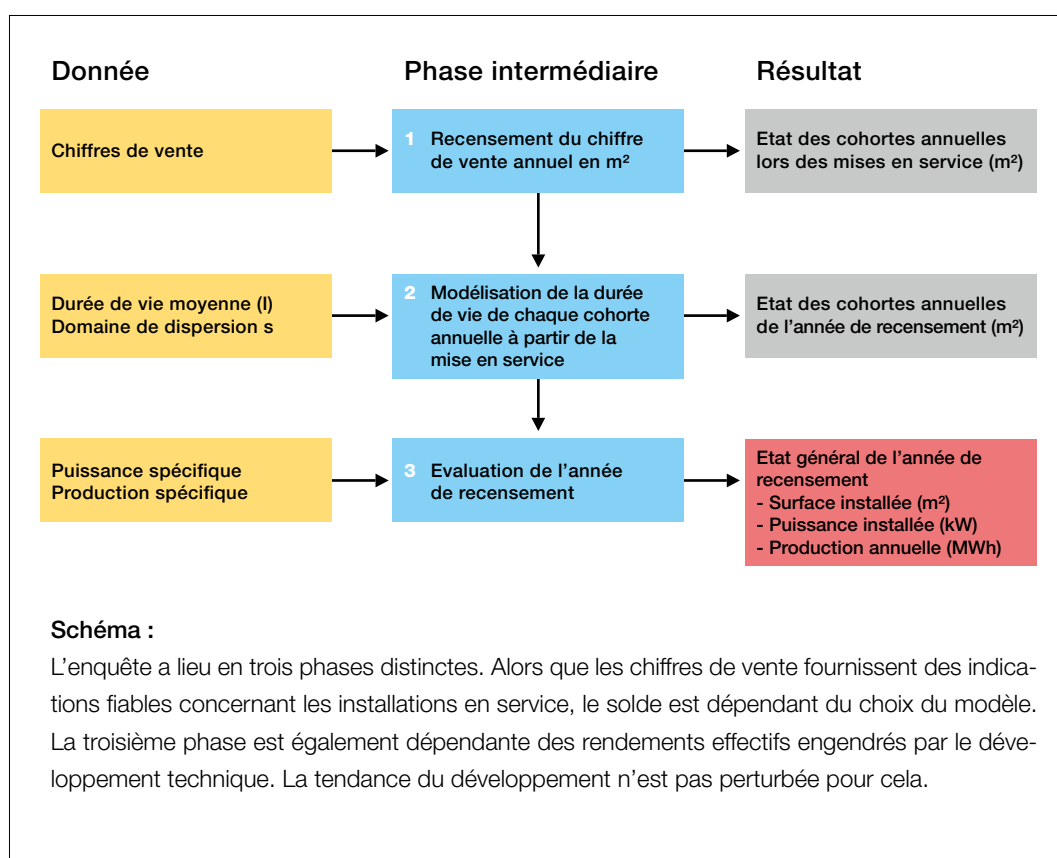 Donnée
Phase intermédiaire
Résultat
Chiffres de vente
1 Recensement du chiffre
de vente annuel en m²
Etat des cohortes annuelles
lors des mises en service (m²)
Durée de vie moyenne (l)
Domaine de dispersion s
2 Modélisation de la durée
de vie de chaque cohorte
annuelle à partir de la
mise en service
Etat des cohortes annuelles
de l'année de recensement (m²)
Puissance spécifique
Production spécifique
3 Evaluation de l'année
de recensement
Etat général de l'année de
recensement
- Surface installée (m²)
- Puissance installée (kW)
- Production annuelle (MWh)
Schéma :
L'enquête a lieu en trois phases distinctes. Alors que les chiffres de vente fournissent des indica-
tions fiables concernant les installations en service, le solde est dépendant du choix du modèle.
La troisième phase est également dépendante des rendements effectifs engendrés par le déve-
loppement technique. La tendance du développement n'est pas perturbée pour cela.